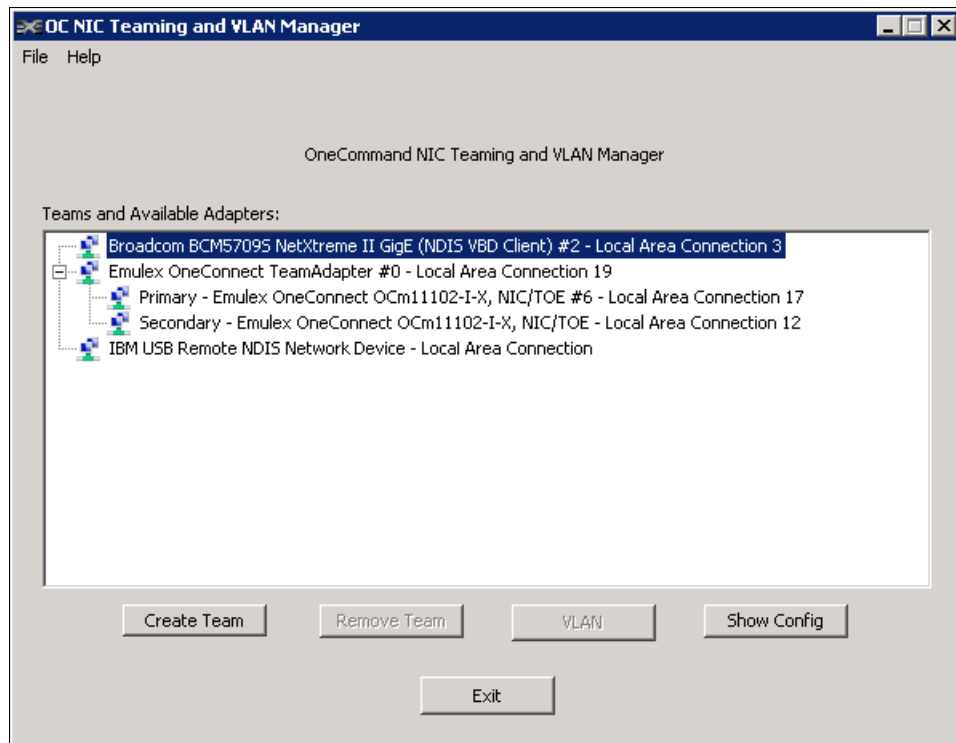 OC NIC Teaming and VLAN Manager
File Help
OneCommand NIC Teaming and VLAN Manager
Teams and Available Adapters:
Broadcom BCM5709S NetXtreme II GigE (NDIS VBD Client) #2 - Local Area Connection 3
Emulex OneConnect TeamAdapter #0 - Local Area Connection 19
Primary - Emulex OneConnect OCm11102-I-X, NIC/TOE #6 - Local Area Connection 17
Secondary - Emulex OneConnect OCm11102-I-X, NIC/TOE - Local Area Connection 12
IBM USB Remote NDIS Network Device - Local Area Connection
Create Team Remove Team VLAN Show Config
Exit